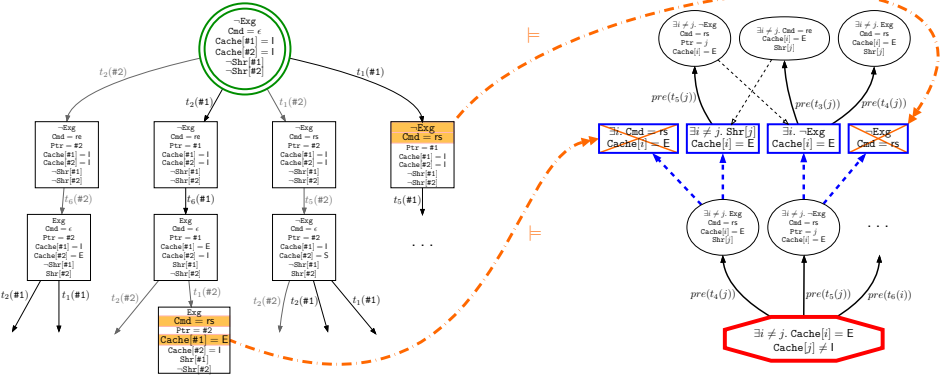 ¬Exg
Cmd = ϵ
Cache[#1] = I
Cache[#2] = I
¬Shr[#1]
¬Shr[#2]
t₂(#2)
t₂(#1)
t₁(#2)
t₁(#1)
¬Exg
Cmd = re
Ptr = #2
Cache[#1] = I
Cache[#2] = I
¬Shr[#1]
¬Shr[#2]
¬Exg
Cmd = re
Ptr = #1
Cache[#1] = I
Cache[#2] = I
¬Shr[#1]
¬Shr[#2]
¬Exg
Cmd = rs
Ptr = #2
Cache[#1] = I
Cache[#2] = I
¬Shr[#1]
¬Shr[#2]
¬Exg
Cmd = rs
Ptr = #1
Cache[#1] = I
Cache[#2] = I
¬Shr[#1]
¬Shr[#2]
t₆(#2)
t₆(#1)
t₅(#2)
t₅(#1)
Exg
Cmd = ϵ
Ptr = #2
Cache[#1] = I
Cache[#2] = E
¬Shr[#1]
Shr[#2]
Exg
Cmd = ϵ
Ptr = #1
Cache[#1] = E
Cache[#2] = I
Shr[#1]
¬Shr[#2]
¬Exg
Cmd = ϵ
Ptr = #2
Cache[#1] = I
Cache[#2] = S
¬Shr[#1]
Shr[#2]
. . .
t₂(#1)
t₁(#1)
t₂(#2)
t₁(#2)
t₂(#2)
t₂(#1)
t₁(#1)
Exg
Cmd = rs
Ptr = #2
Cache[#1] = E
Cache[#2] = I
Shr[#1]
¬Shr[#2]
⊨
⊨
∃i ≠ j. ¬Exg
Cmd = rs
Ptr = j
Cache[i] = E
∃i ≠ j. Cmd = re
Cache[i] = E
Shr[j]
∃i ≠ j. Exg
Cmd = rs
Cache[i] = E
Shr[j]
pre(t₅(j))
pre(t₃(j))
pre(t₄(j))
∃i. Cmd = rs
Cache[i] = E
∃i ≠ j. Shr[j]
Cache[i] = E
∃i. ¬Exg
Cache[i] = E
¬Exg
Cmd = rs
∃i ≠ j. Exg
Cmd = rs
Cache[i] = E
Shr[j]
∃i ≠ j. ¬Exg
Cmd = rs
Ptr = j
Cache[i] = E
. . .
pre(t₄(j))
pre(t₅(j))
pre(t₆(i))
∃i ≠ j. Cache[i] = E
Cache[j] ≠ I